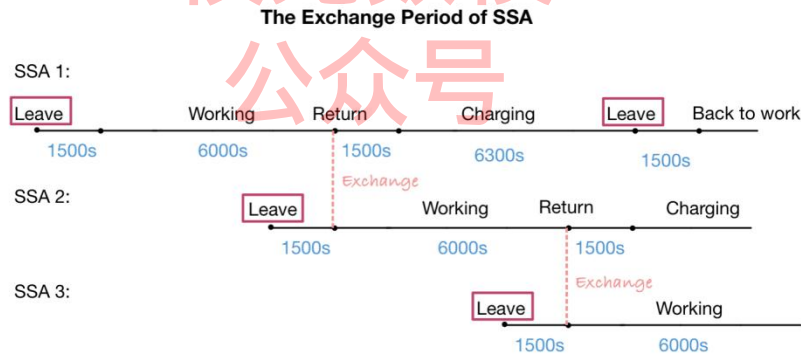 The Exchange Period of SSA
公众号
SSA 1:
Leave Working Return Charging Leave Back to work
1500s 6000s 1500s 6300s 1500s
Exchange
SSA 2:
Leave Working Return Charging
1500s 6000s 1500s
Exchange
SSA 3:
Leave Working
1500s 6000s